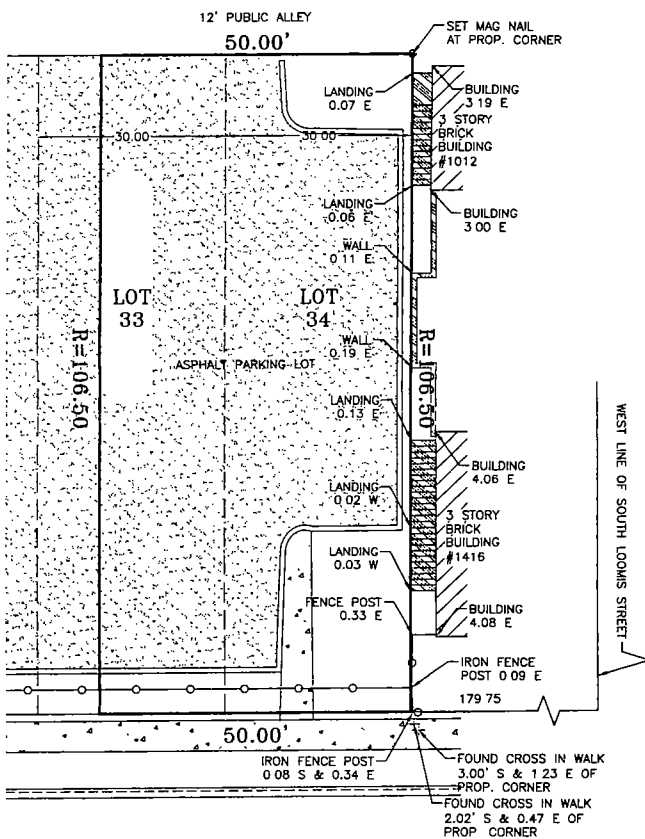 12' PUBLIC ALLEY
50.00'
SET MAG NAIL
AT PROP. CORNER
LANDING
0.07 E
BUILDING
3 19 E
3 STORY
BRICK
BUILDING
#1012
30.00
30.00
LANDING
0.06 E
BUILDING
3 00 E
WALL
0 11 E
LOT
33
LOT
34
R=106.50
R=106.50
WALL
0.19 E
ASPHALT PARKING LOT
LANDING
0.13 E
BUILDING
4.06 E
LANDING
0.02 W
3 STORY
BRICK
BUILDING
#1416
LANDING
0.03 W
FENCE POST
0.33 E
BUILDING
4.08 E
WEST LINE OF SOUTH LOOMIS STREET
IRON FENCE
POST 0 09 E
179 75
50.00'
IRON FENCE POST
0 08 S & 0.34 E
FOUND CROSS IN WALK
3.00' S & 1 23 E OF
PROP. CORNER
FOUND CROSS IN WALK
2.02' S & 0.47 E OF
PROP CORNER